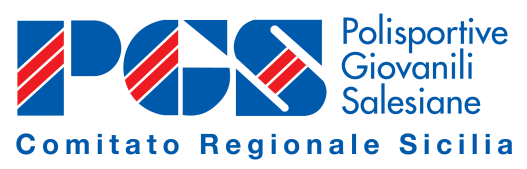 PGS
Polisportive
Giovanili
Salesiane
Comitato Regionale Sicilia